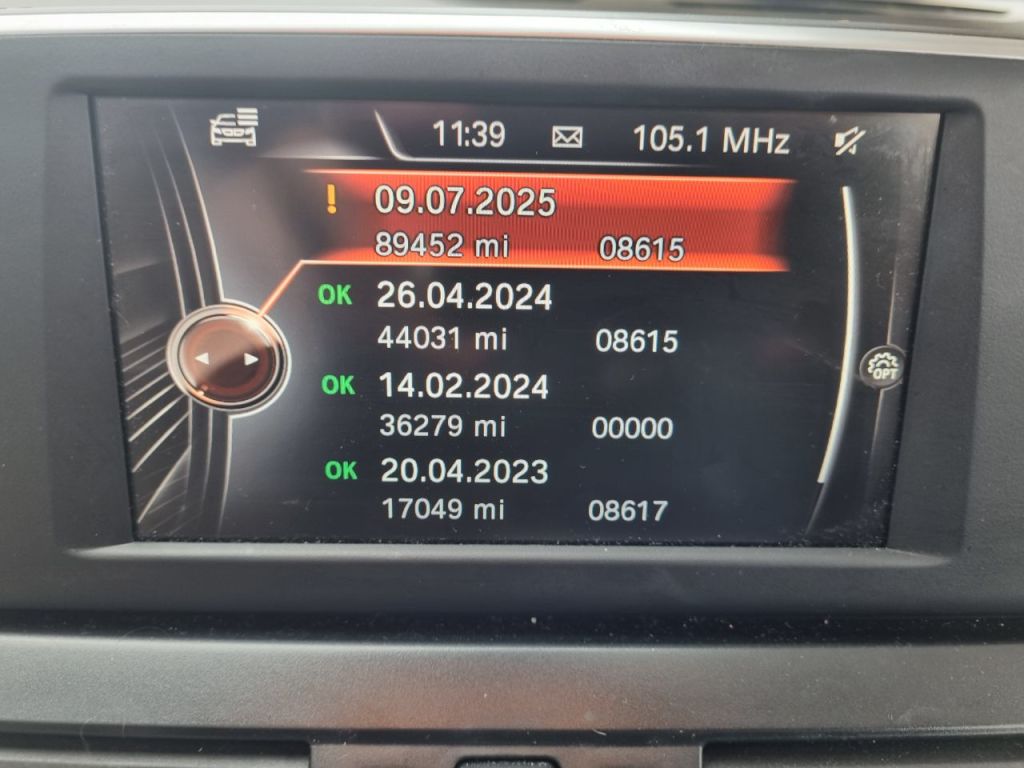 11:39 105.1 MHz
! 09.07.2025
89452 mi 08615
OK 26.04.2024
44031 mi 08615
OPT
OK 14.02.2024
36279 mi 00000
OK 20.04.2023
17049 mi 08617